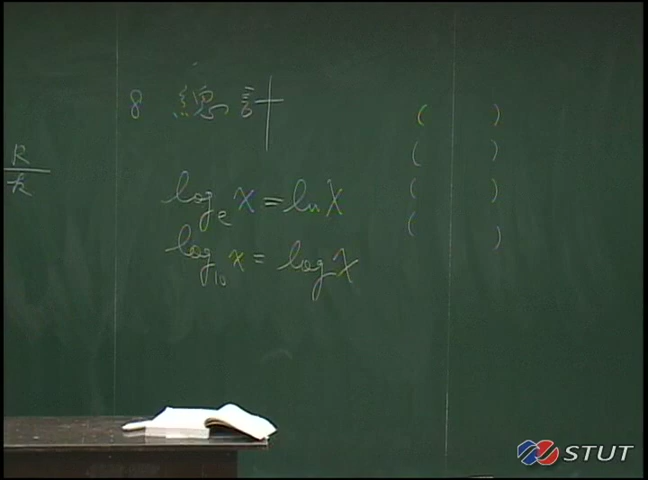 R
k
8 總計
log_e x = ln x
log_10 x = log x
( )
( )
( )
( )
STUT